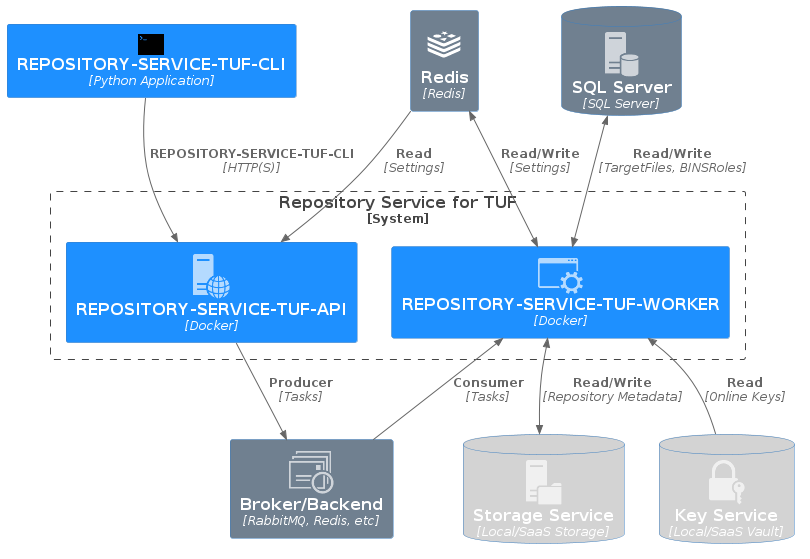 REPOSITORY-SERVICE-TUF-CLI
[Python Application]
Redis
[Redis]
SQL Server
[SQL Server]
REPOSITORY-SERVICE-TUF-CLI
[HTTP(S)]
Read
[Settings]
Read/Write
[Settings]
Read/Write
[TargetFiles, BINSRoles]
Repository Service for TUF
[System]
REPOSITORY-SERVICE-TUF-API
[Docker]
REPOSITORY-SERVICE-TUF-WORKER
[Docker]
Producer
[Tasks]
Consumer
[Tasks]
Read/Write
[Repository Metadata]
Read
[Online Keys]
Broker/Backend
[RabbitMQ, Redis, etc]
Storage Service
[Local/SaaS Storage]
Key Service
[Local/SaaS Vault]